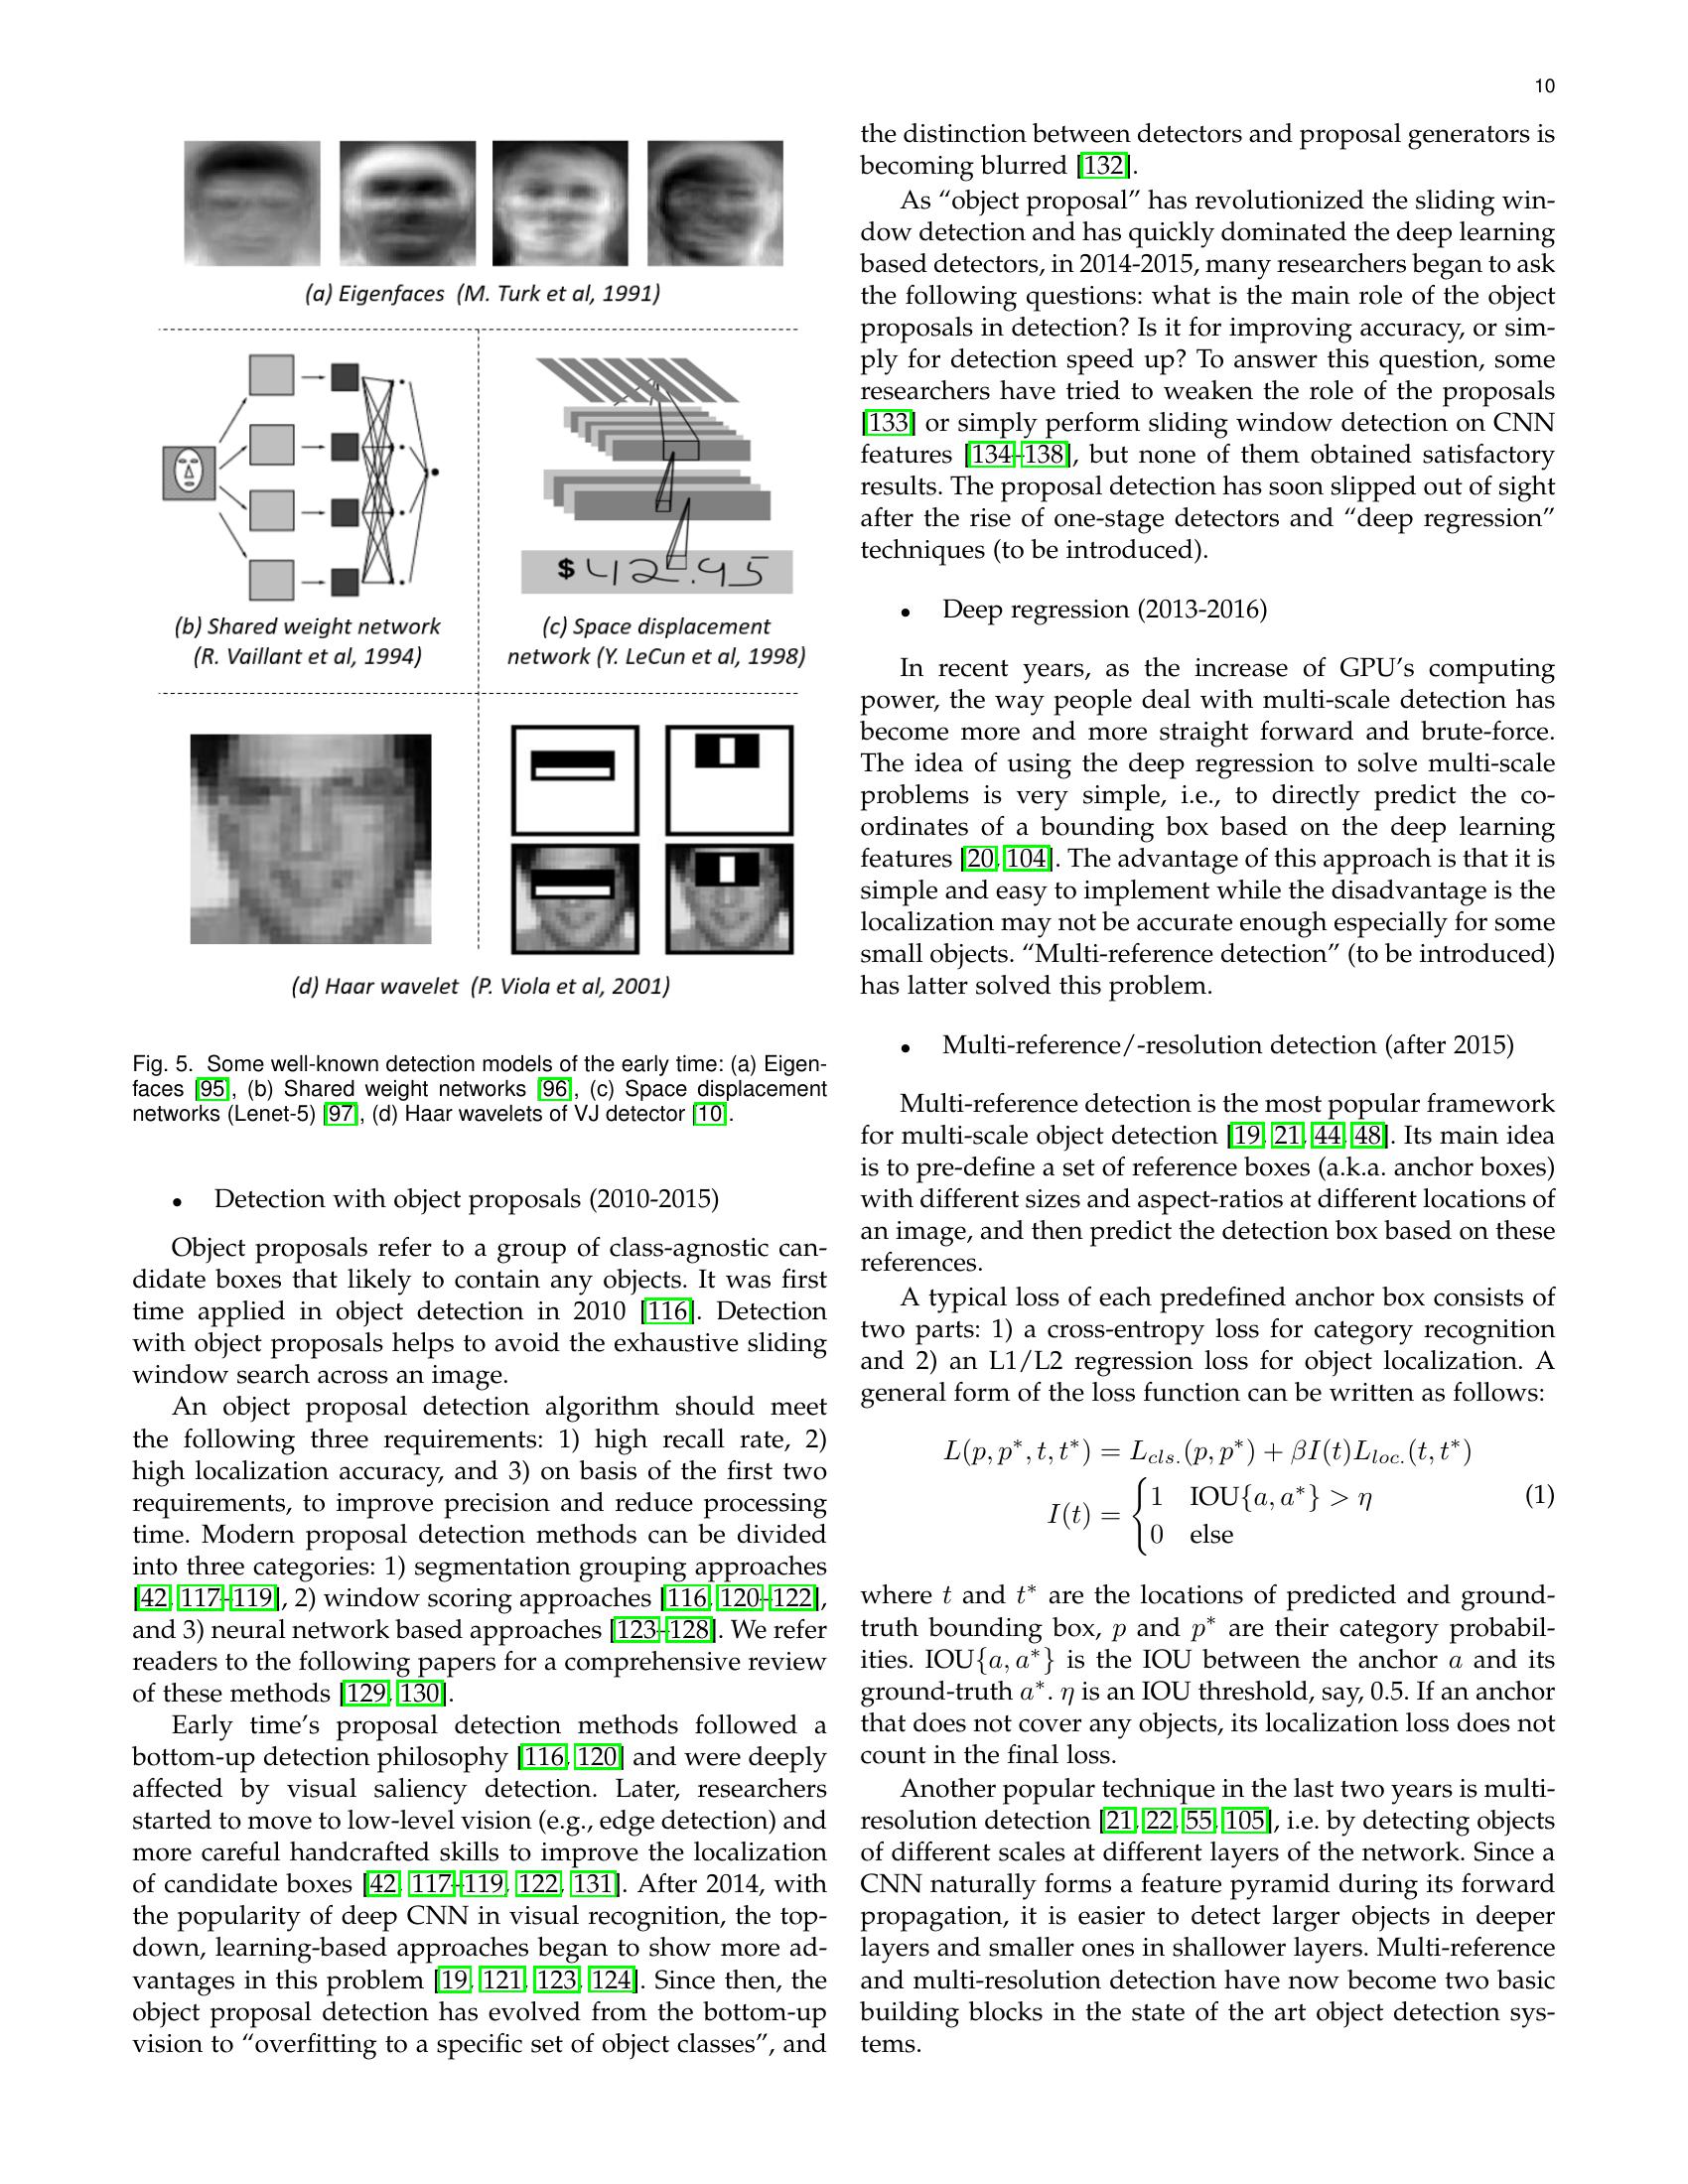 10
(a) Eigenfaces (M. Turk et al, 1991)
(b) Shared weight network
(R. Vaillant et al, 1994)
$ 42.95
(c) Space displacement
network (Y. LeCun et al, 1998)
(d) Haar wavelet (P. Viola et al, 2001)
Fig. 5. Some well-known detection models of the early time: (a) Eigen-
faces [95], (b) Shared weight networks [96], (c) Space displacement
networks (Lenet-5) [97], (d) Haar wavelets of VJ detector [10].
• Detection with object proposals (2010-2015)
Object proposals refer to a group of class-agnostic can-
didate boxes that likely to contain any objects. It was first
time applied in object detection in 2010 [116]. Detection
with object proposals helps to avoid the exhaustive sliding
window search across an image.
An object proposal detection algorithm should meet
the following three requirements: 1) high recall rate, 2)
high localization accuracy, and 3) on basis of the first two
requirements, to improve precision and reduce processing
time. Modern proposal detection methods can be divided
into three categories: 1) segmentation grouping approaches
[42, 117–119], 2) window scoring approaches [116, 120–122],
and 3) neural network based approaches [123–128]. We refer
readers to the following papers for a comprehensive review
of these methods [129, 130].
Early time's proposal detection methods followed a
bottom-up detection philosophy [116, 120] and were deeply
affected by visual saliency detection. Later, researchers
started to move to low-level vision (e.g., edge detection) and
more careful handcrafted skills to improve the localization
of candidate boxes [42, 117–119, 122, 131]. After 2014, with
the popularity of deep CNN in visual recognition, the top-
down, learning-based approaches began to show more ad-
vantages in this problem [19, 121, 123, 124]. Since then, the
object proposal detection has evolved from the bottom-up
vision to "overfitting to a specific set of object classes", and
the distinction between detectors and proposal generators is
becoming blurred [132].
As "object proposal" has revolutionized the sliding win-
dow detection and has quickly dominated the deep learning
based detectors, in 2014-2015, many researchers began to ask
the following questions: what is the main role of the object
proposals in detection? Is it for improving accuracy, or sim-
ply for detection speed up? To answer this question, some
researchers have tried to weaken the role of the proposals
[133] or simply perform sliding window detection on CNN
features [134–138], but none of them obtained satisfactory
results. The proposal detection has soon slipped out of sight
after the rise of one-stage detectors and "deep regression"
techniques (to be introduced).
• Deep regression (2013-2016)
In recent years, as the increase of GPU's computing
power, the way people deal with multi-scale detection has
become more and more straight forward and brute-force.
The idea of using the deep regression to solve multi-scale
problems is very simple, i.e., to directly predict the co-
ordinates of a bounding box based on the deep learning
features [20, 104]. The advantage of this approach is that it is
simple and easy to implement while the disadvantage is the
localization may not be accurate enough especially for some
small objects. "Multi-reference detection" (to be introduced)
has latter solved this problem.
• Multi-reference/-resolution detection (after 2015)
Multi-reference detection is the most popular framework
for multi-scale object detection [19, 21, 44, 48]. Its main idea
is to pre-define a set of reference boxes (a.k.a. anchor boxes)
with different sizes and aspect-ratios at different locations of
an image, and then predict the detection box based on these
references.
A typical loss of each predefined anchor box consists of
two parts: 1) a cross-entropy loss for category recognition
and 2) an L1/L2 regression loss for object localization. A
general form of the loss function can be written as follows:
L(p, p*, t, t*) = L_cls.(p, p*) + βI(t)L_loc.(t, t*)
I(t) = { 1 IOU{a, a*} > η
0 else (1)
where t and t* are the locations of predicted and ground-
truth bounding box, p and p* are their category probabil-
ities. IOU{a, a*} is the IOU between the anchor a and its
ground-truth a*. η is an IOU threshold, say, 0.5. If an anchor
that does not cover any objects, its localization loss does not
count in the final loss.
Another popular technique in the last two years is multi-
resolution detection [21, 22, 55, 105], i.e. by detecting objects
of different scales at different layers of the network. Since a
CNN naturally forms a feature pyramid during its forward
propagation, it is easier to detect larger objects in deeper
layers and smaller ones in shallower layers. Multi-reference
and multi-resolution detection have now become two basic
building blocks in the state of the art object detection sys-
tems.